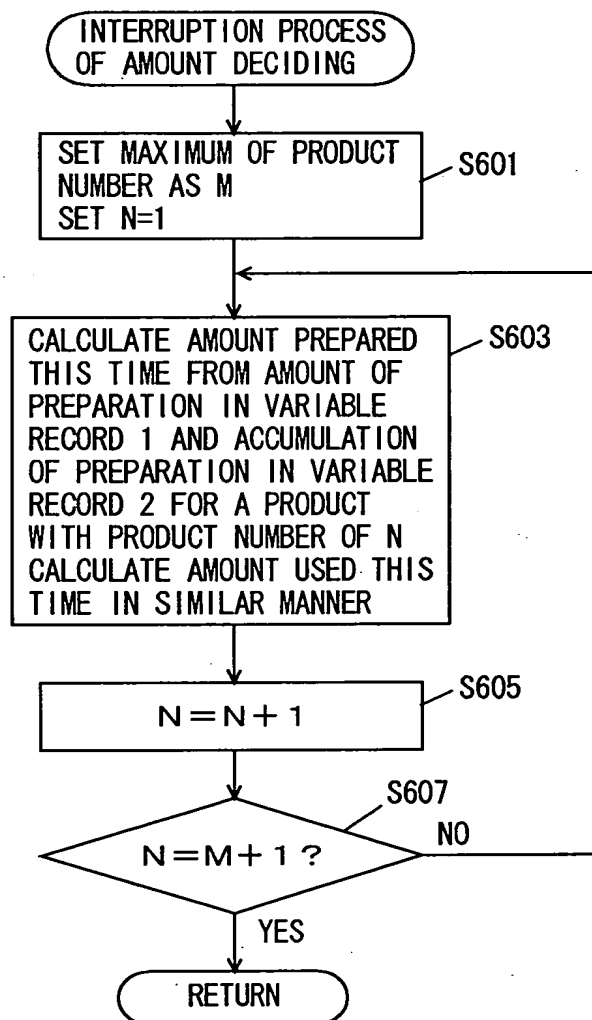 INTERRUPTION PROCESS
OF AMOUNT DECIDING
SET MAXIMUM OF PRODUCT
NUMBER AS M
SET N=1
S601
CALCULATE AMOUNT PREPARED
THIS TIME FROM AMOUNT OF
PREPARATION IN VARIABLE
RECORD 1 AND ACCUMULATION
OF PREPARATION IN VARIABLE
RECORD 2 FOR A PRODUCT
WITH PRODUCT NUMBER OF N
CALCULATE AMOUNT USED THIS
TIME IN SIMILAR MANNER
S603
N=N+1
S605
N=M+1?
S607
NO
YES
RETURN